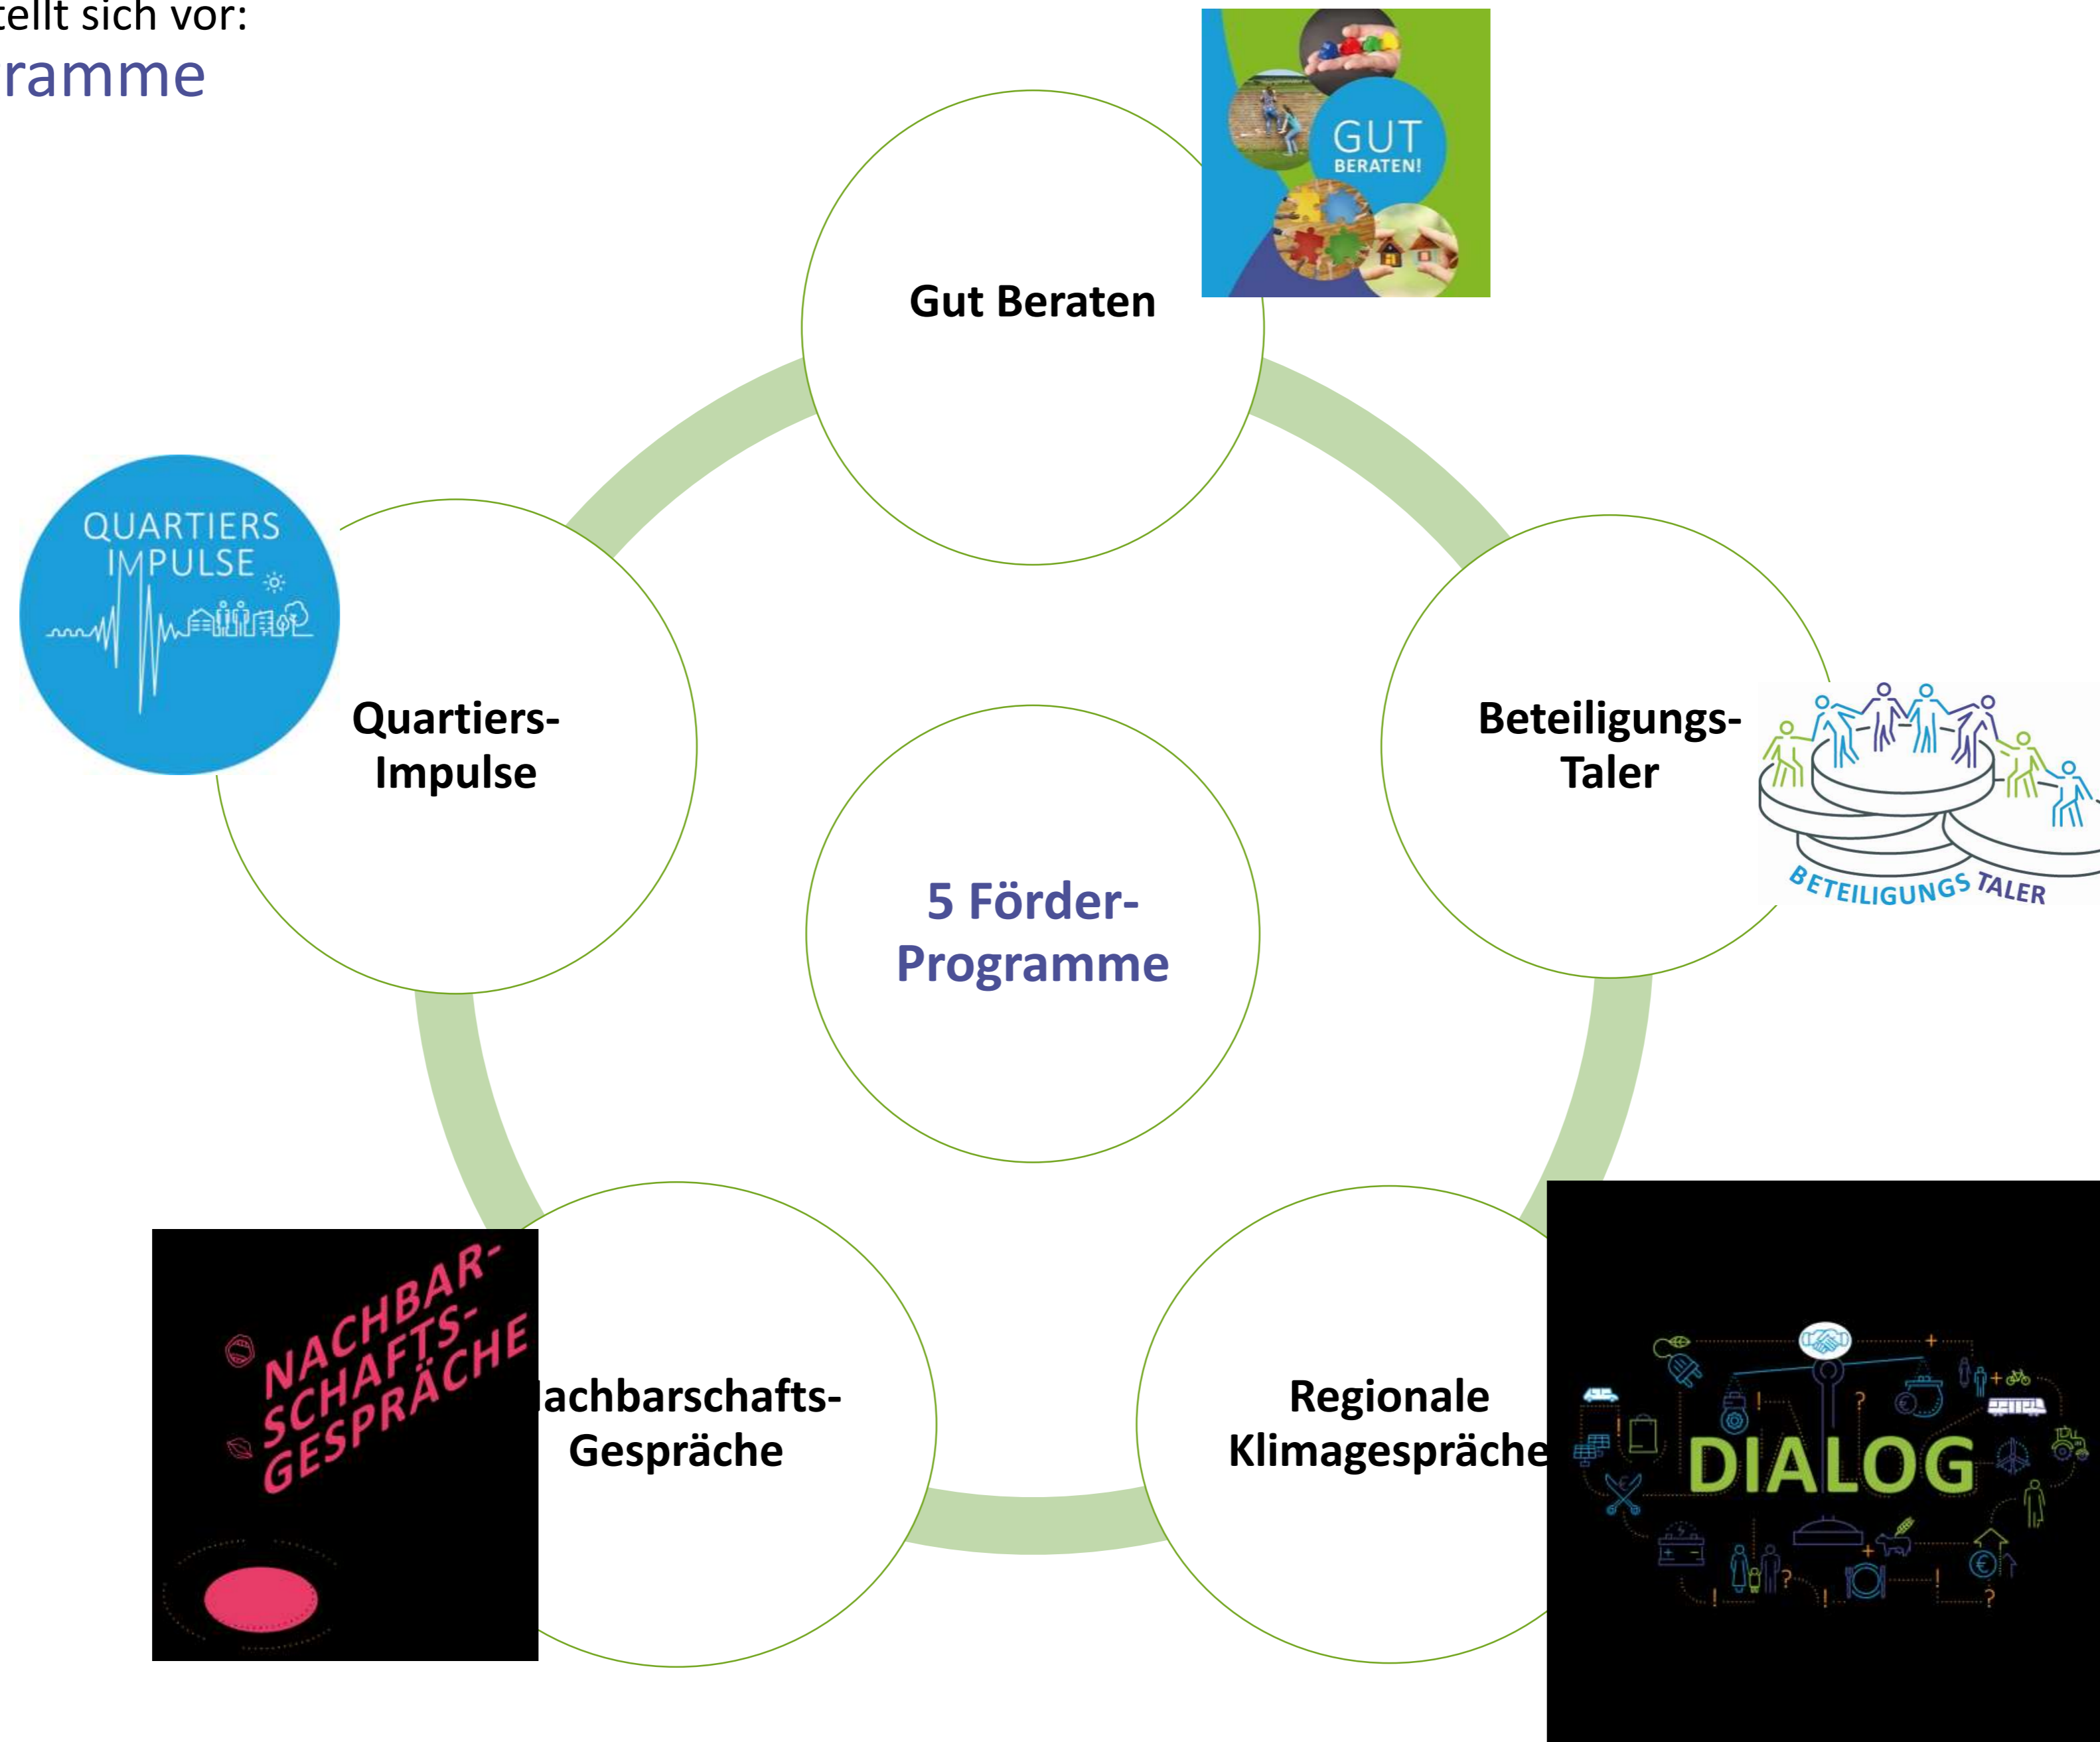 tellt sich vor:
ramme
GUT
BERATEN!
Gut Beraten
QUARTIERS
IMPULSE
Quartiers-
Impulse
Beteiligungs-
Taler
BETEILIGUNGS TALER
5 Förder-
Programme
NACHBAR-
SCHAFTS-
GESPRÄCHE
achbarschafts-
Gespräche
Regionale
Klimagespräche
DIALOG